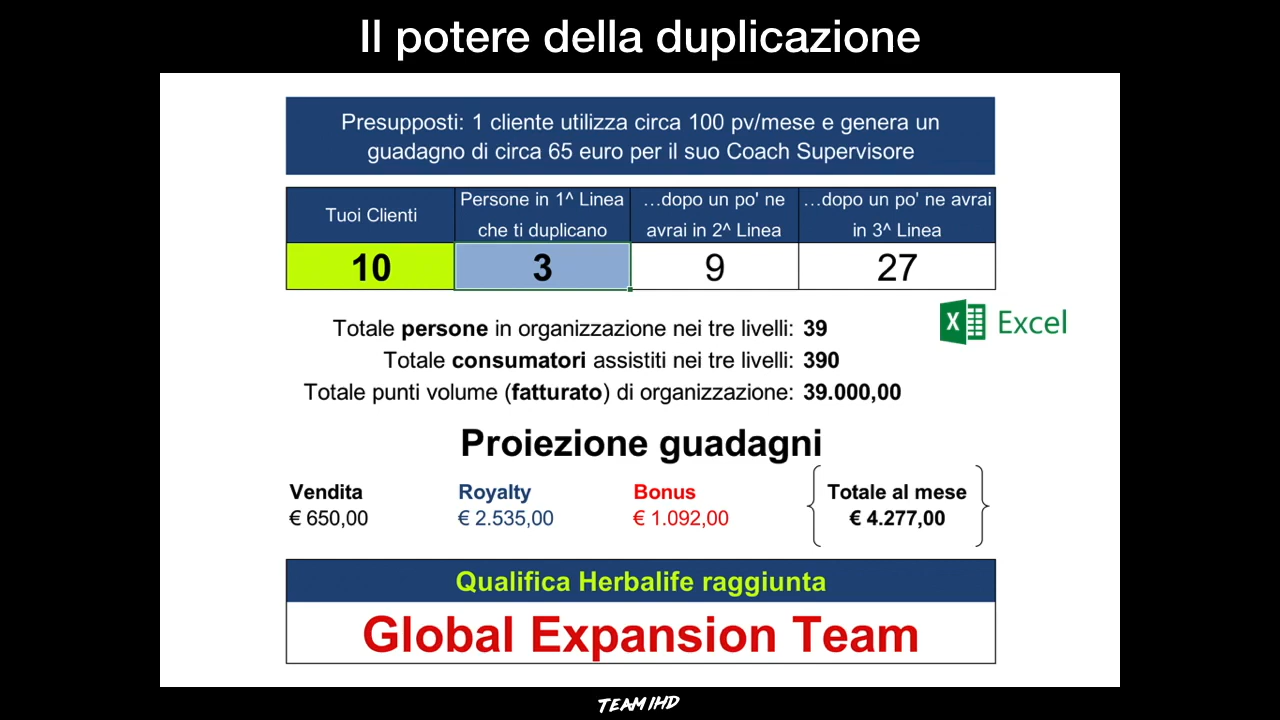 Il potere della duplicazione
Presupposti: 1 cliente utilizza circa 100 pv/mese e genera un
guadagno di circa 65 euro per il suo Coach Supervisore
Tuoi Clienti
Persone in 1^ Linea
che ti duplicano
...dopo un po' ne
avrai in 2^ Linea
...dopo un po' ne avrai
in 3^ Linea
10
3
9
27
Excel
Totale persone in organizzazione nei tre livelli: 39
Totale consumatori assistiti nei tre livelli: 390
Totale punti volume (fatturato) di organizzazione: 39.000,00
Proiezione guadagni
Vendita
€ 650,00
Royalty
€ 2.535,00
Bonus
€ 1.092,00
Totale al mese
€ 4.277,00
Qualifica Herbalife raggiunta
Global Expansion Team
TEAM IHD